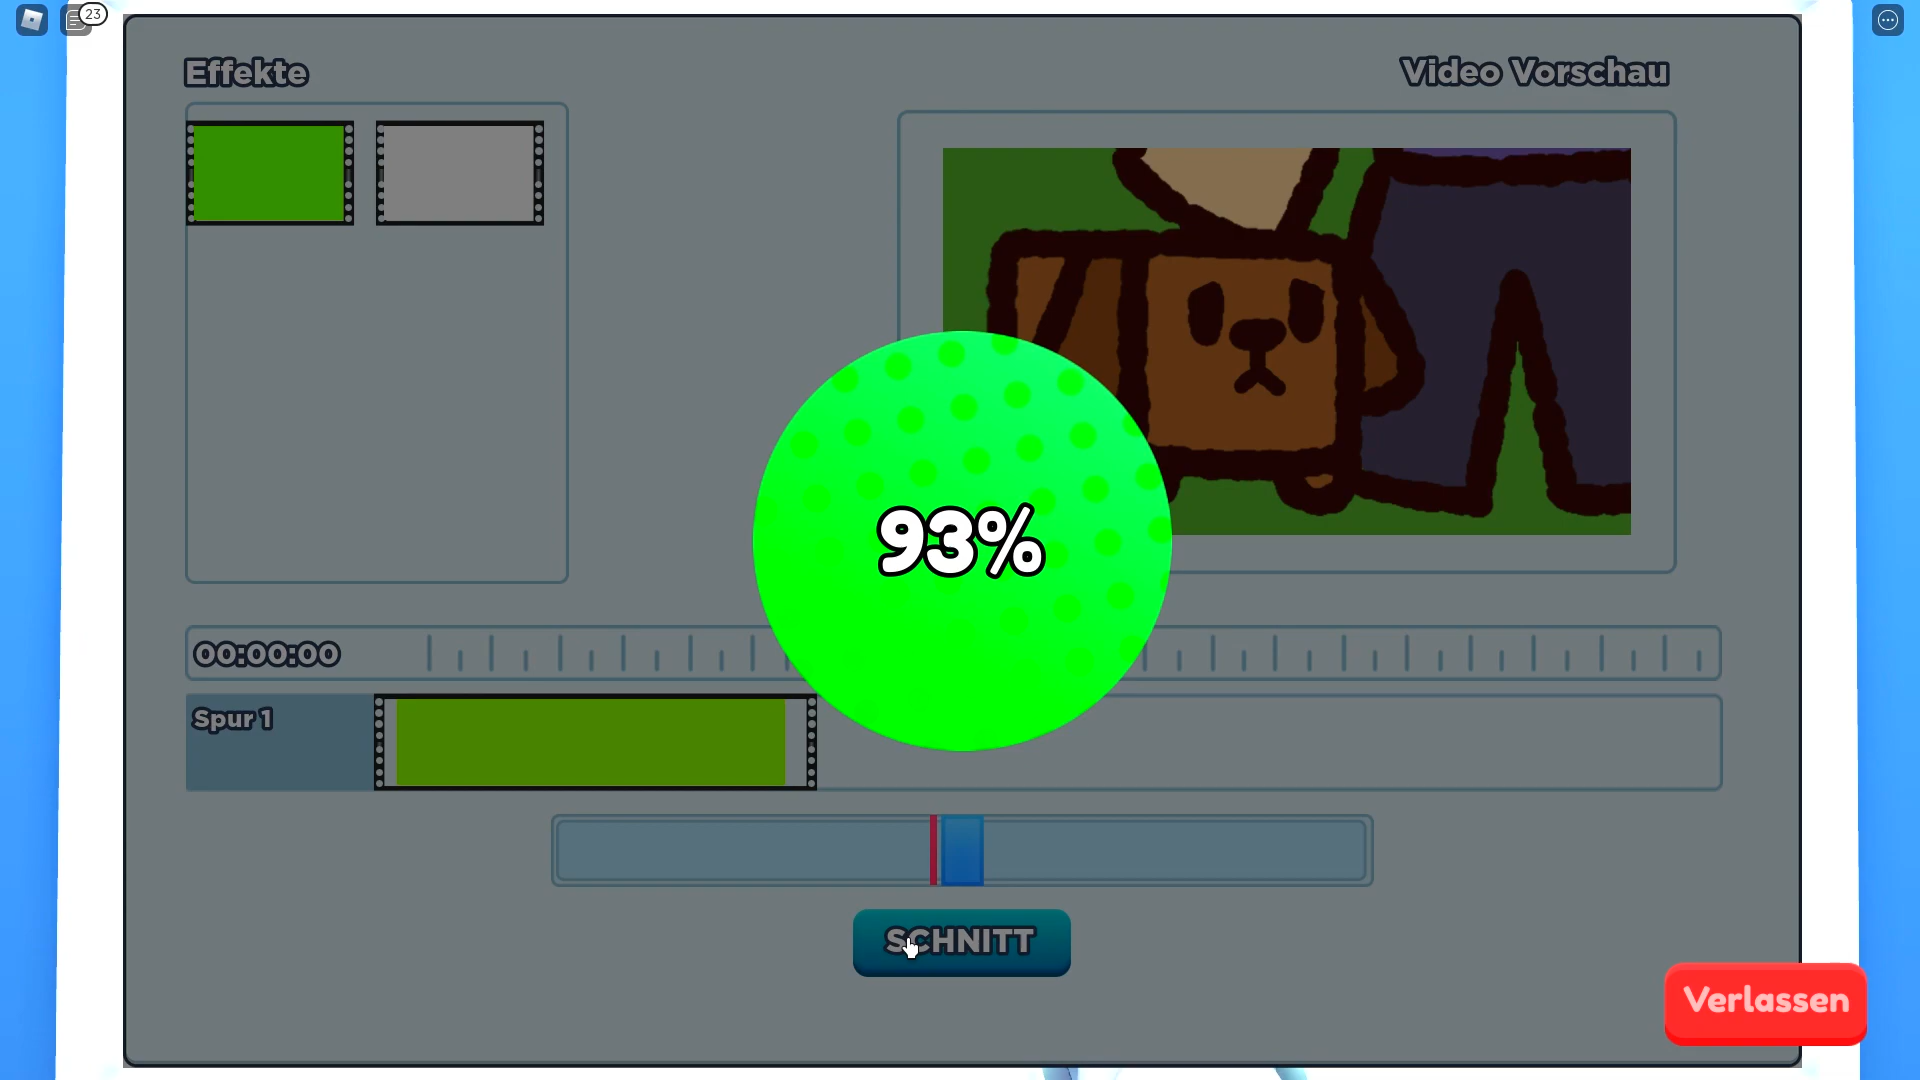 23
Effekte
Video Vorschau
93%
00:00:00
Spur 1
SCHNITT
Verlassen